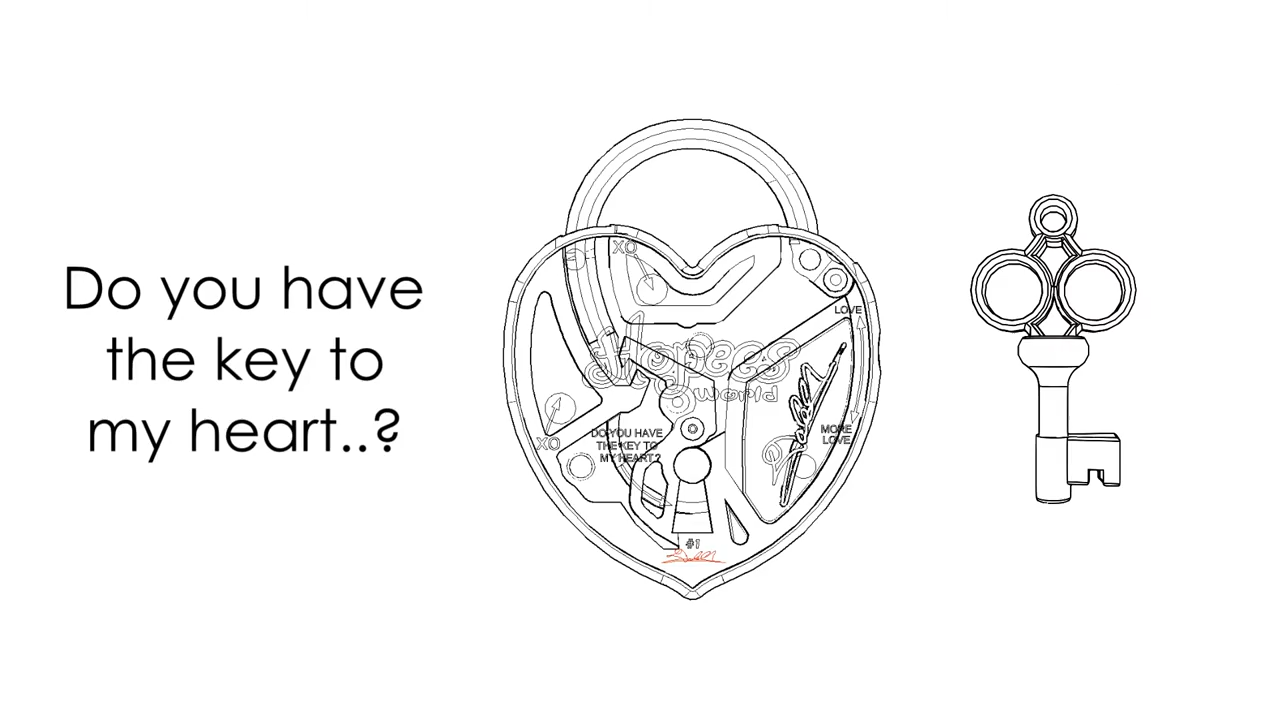 Do you have
the key to
my heart..?
XO
LOVE
XO
DO YOU HAVE
THE KEY TO
MY HEART.?
MORE
LOVE
#1